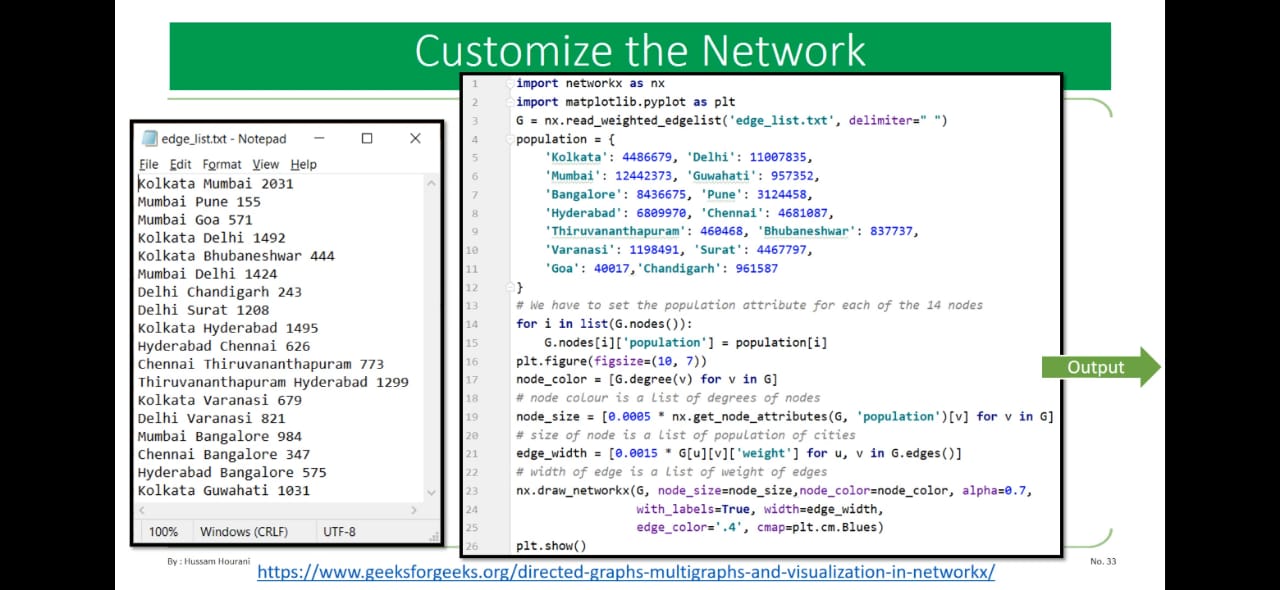 Customize the Network
edge_list.txt - Notepad
File Edit Format View Help
Kolkata Mumbai 2031
Mumbai Pune 155
Mumbai Goa 571
Kolkata Delhi 1492
Kolkata Bhubaneshwar 444
Mumbai Delhi 1424
Delhi Chandigarh 243
Delhi Surat 1208
Kolkata Hyderabad 1495
Hyderabad Chennai 626
Chennai Thiruvananthapuram 773
Thiruvananthapuram Hyderabad 1299
Kolkata Varanasi 679
Delhi Varanasi 821
Mumbai Bangalore 984
Chennai Bangalore 347
Hyderabad Bangalore 575
Kolkata Guwahati 1031
100% Windows (CRLF) UTF-8
1 import networkx as nx
2 import matplotlib.pyplot as plt
3 G = nx.read_weighted_edgelist('edge_list.txt', delimiter=" ")
4 population = {
5 'Kolkata': 4486679, 'Delhi': 11007835,
6 'Mumbai': 12442373, 'Guwahati': 957352,
7 'Bangalore': 8436675, 'Pune': 3124458,
8 'Hyderabad': 6809970, 'Chennai': 4681087,
9 'Thiruvananthapuram': 460468, 'Bhubaneshwar': 837737,
10 'Varanasi': 1198491, 'Surat': 4467797,
11 'Goa': 40017,'Chandigarh': 961587
12 }
13 # We have to set the population attribute for each of the 14 nodes
14 for i in list(G.nodes()):
15 G.nodes[i]['population'] = population[i]
16 plt.figure(figsize=(10, 7))
17 node_color = [G.degree(v) for v in G]
18 # node colour is a list of degrees of nodes
19 node_size = [0.0005 * nx.get_node_attributes(G, 'population')[v] for v in G]
20 # size of node is a list of population of cities
21 edge_width = [0.0015 * G[u][v]['weight'] for u, v in G.edges()]
22 # width of edge is a list of weight of edges
23 nx.draw_networkx(G, node_size=node_size,node_color=node_color, alpha=0.7,
24 with_labels=True, width=edge_width,
25 edge_color='.4', cmap=plt.cm.Blues)
26 plt.show()
Output
By : Hussam Hourani
https://www.geeksforgeeks.org/directed-graphs-multigraphs-and-visualization-in-networkx/
No. 33